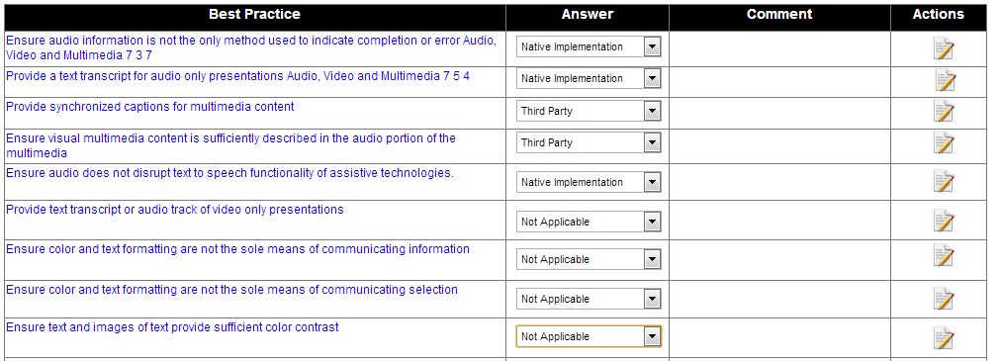 Best Practice Answer Comment Actions
Ensure audio information is not the only method used to indicate completion or error Audio, Native Implementation
Video and Multimedia 7 3 7
Provide a text transcript for audio only presentations Audio, Video and Multimedia 7 5 4 Native Implementation
Provide synchronized captions for multimedia content Third Party
Ensure visual multimedia content is sufficiently described in the audio portion of the Third Party
multimedia
Ensure audio does not disrupt text to speech functionality of assistive technologies. Native Implementation
Provide text transcript or audio track of video only presentations Not Applicable
Ensure color and text formatting are not the sole means of communicating information Not Applicable
Ensure color and text formatting are not the sole means of communicating selection Not Applicable
Ensure text and images of text provide sufficient color contrast Not Applicable